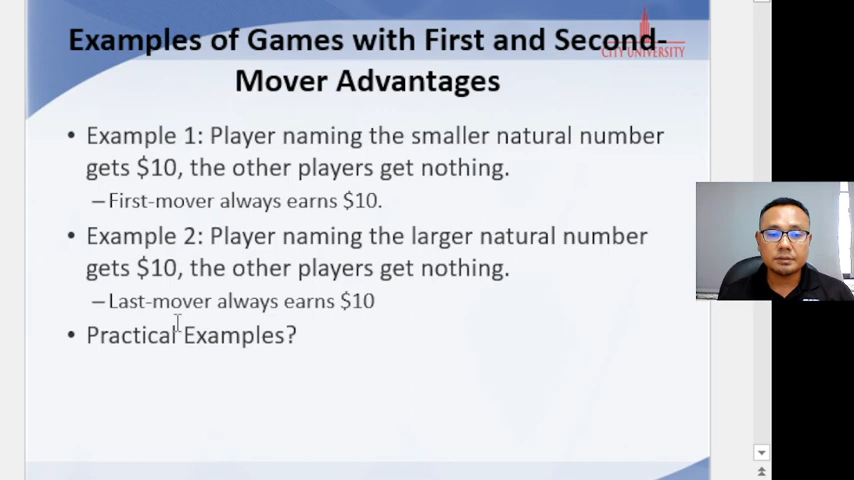 Examples of Games with First and Second-
CITY UNIVERSITY
Mover Advantages
• Example 1: Player naming the smaller natural number
gets $10, the other players get nothing.
–First-mover always earns $10.
• Example 2: Player naming the larger natural number
gets $10, the other players get nothing.
–Last-mover always earns $10
• Practical Examples?